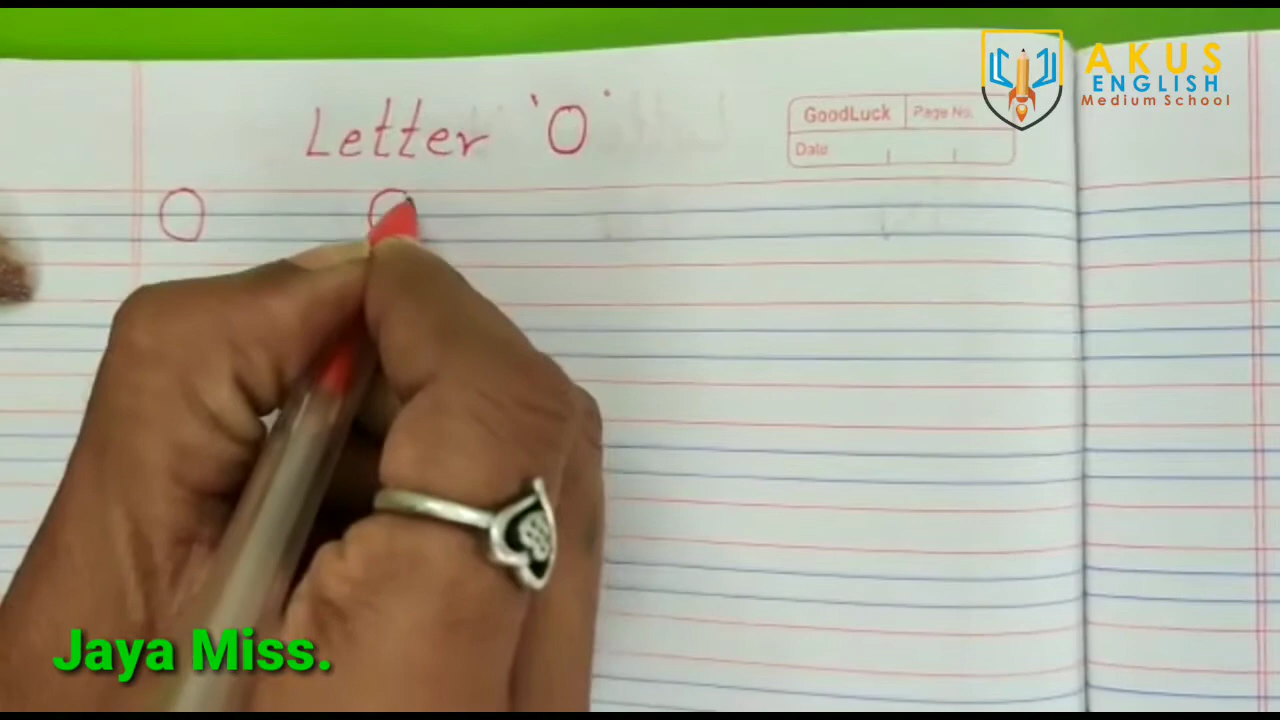 AKUS
ENGLISH
Medium School
Letter 'O'
GoodLuck Page No.
Date
O O
Jaya Miss.